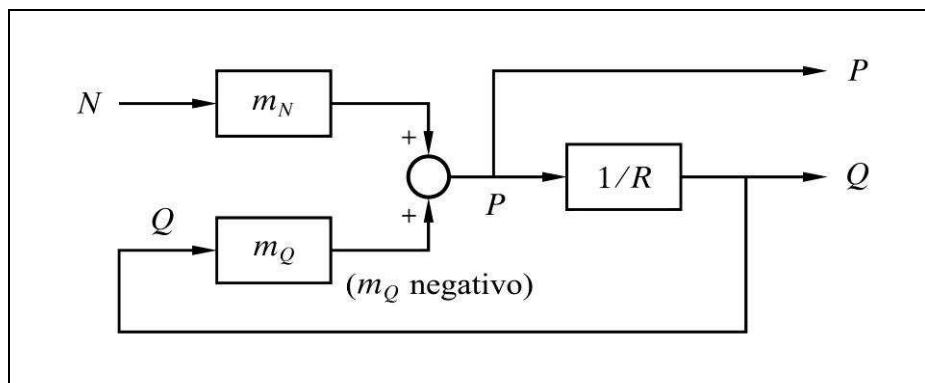 P
N
m_N
+
1/R
Q
P
+
Q
m_Q
(m_Q negativo)